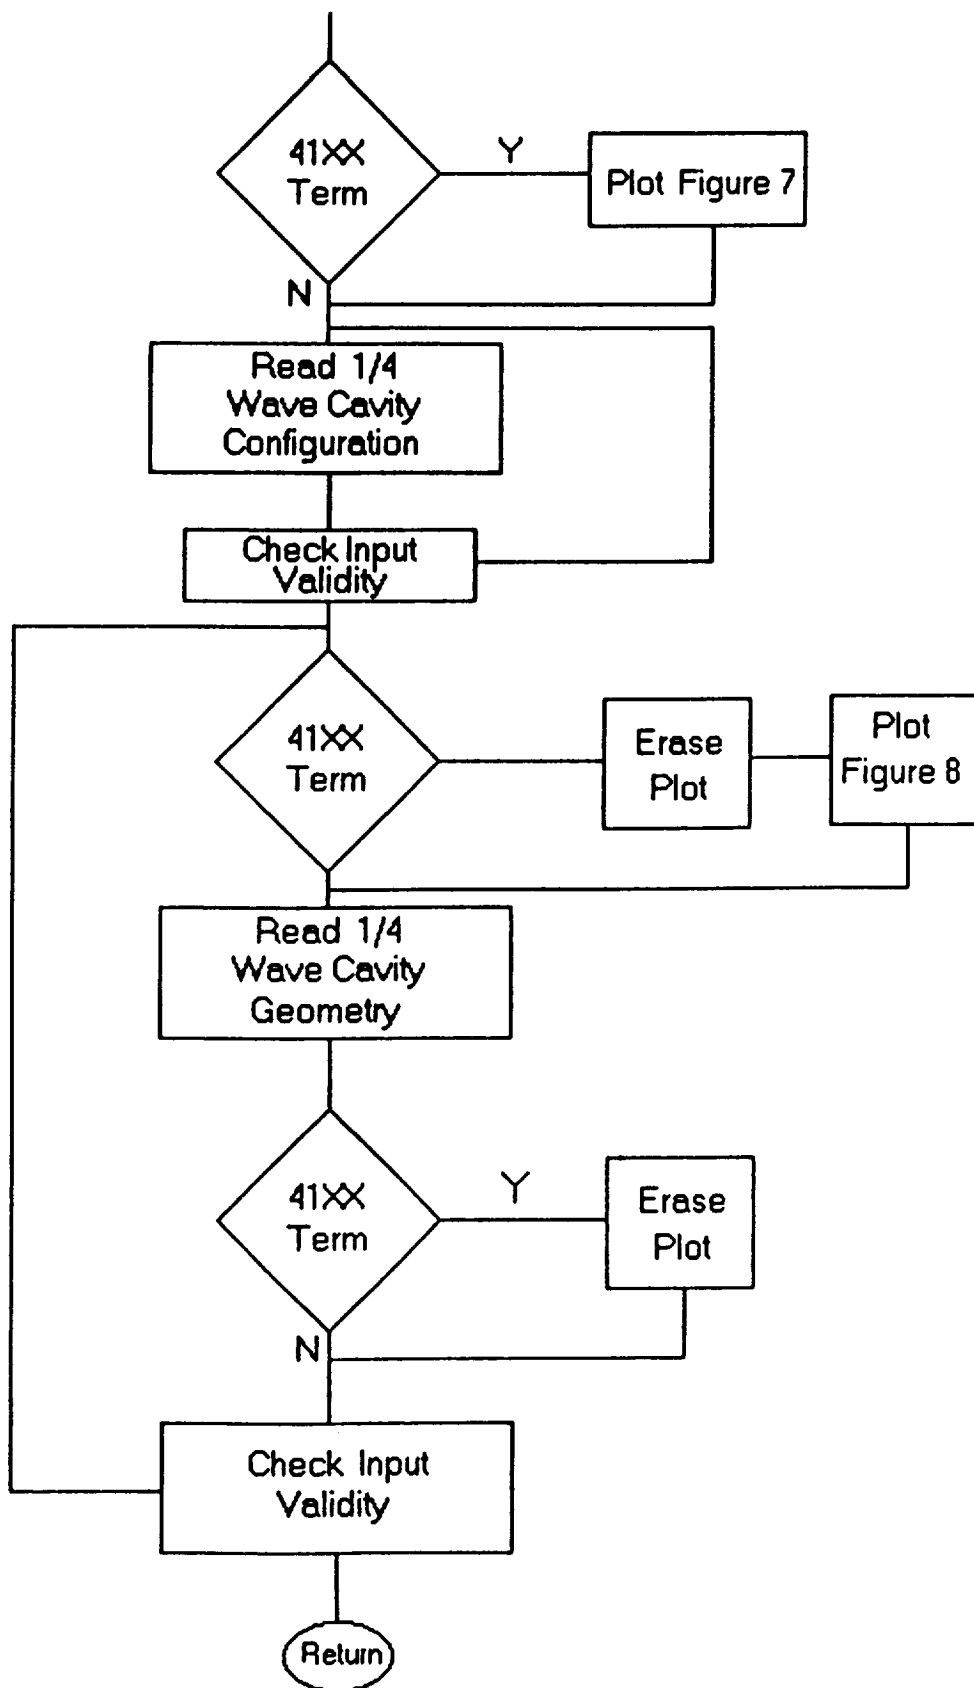 41XX
Term
Y
Plot Figure 7
N
Read 1/4
Wave Cavity
Configuration
Check Input
Validity
41XX
Term
Erase
Plot
Plot
Figure 8
Read 1/4
Wave Cavity
Geometry
41XX
Term
Y
Erase
Plot
N
Check Input
Validity
Return